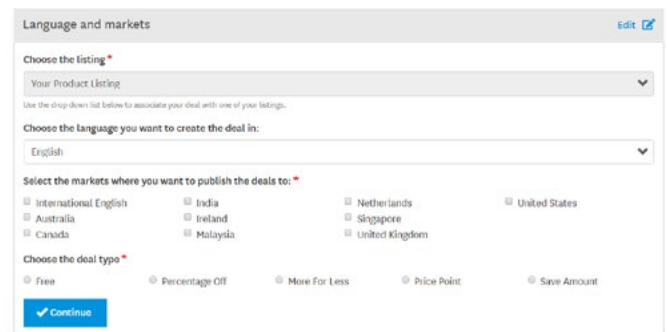 Language and markets Edit
Choose the listing *
Your Product Listing
Use the drop down list below to associate your deal with one of your listings.
Choose the language you want to create the deal in:
English
Select the markets where you want to publish the deals to: *
International English India Netherlands United States
Australia Ireland Singapore
Canada Malaysia United Kingdom
Choose the deal type *
Free Percentage Off More For Less Price Point Save Amount
Continue